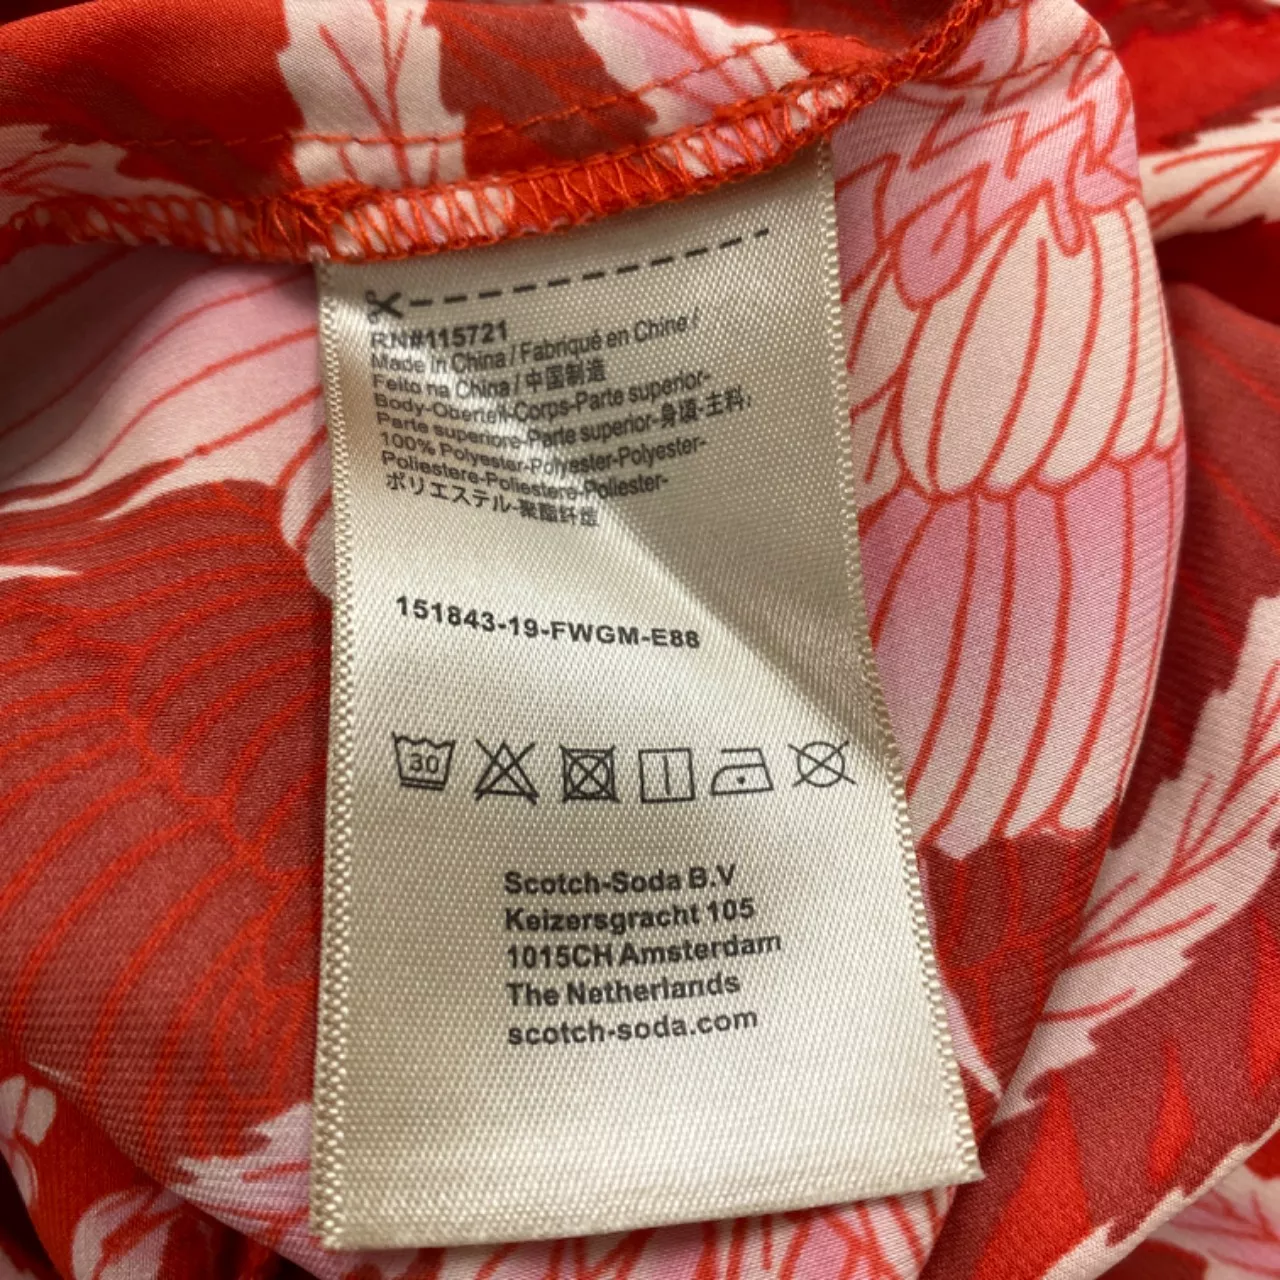 RN#115721
Made in China / Fabriqué en Chine /
Feito na China / 中国制造
Body-Oberteil-Corps-Parte superior-
Parte superiore-Parte superior-身頃-主料:
100% Polyester-Polyester-Polyester-
Poliestere-Poliestere-Poliester-
ポリエステル-聚酯纤维
151843-19-FWGM-E88
30
Scotch-Soda B.V
Keizersgracht 105
1015CH Amsterdam
The Netherlands
scotch-soda.com